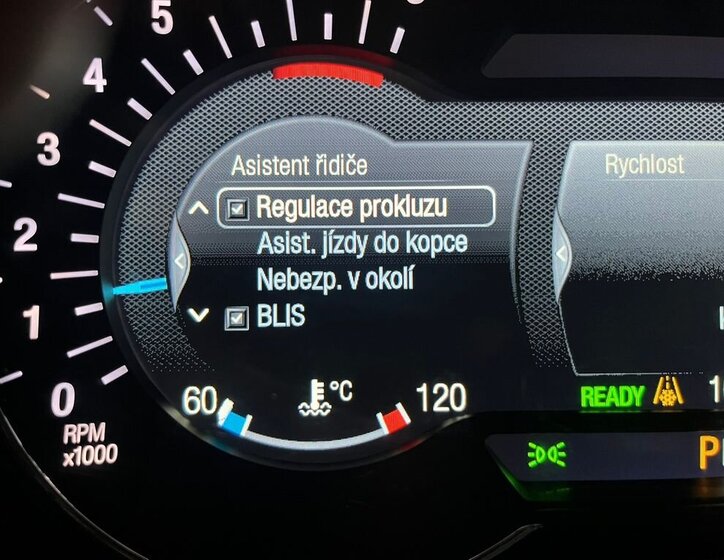 5
4
3
2
1
0
RPM
x1000
Asistent řidiče
Regulace prokluzu
Asist. jízdy do kopce
Nebezp. v okolí
BLIS
60
°C
120
Rychlost
READY